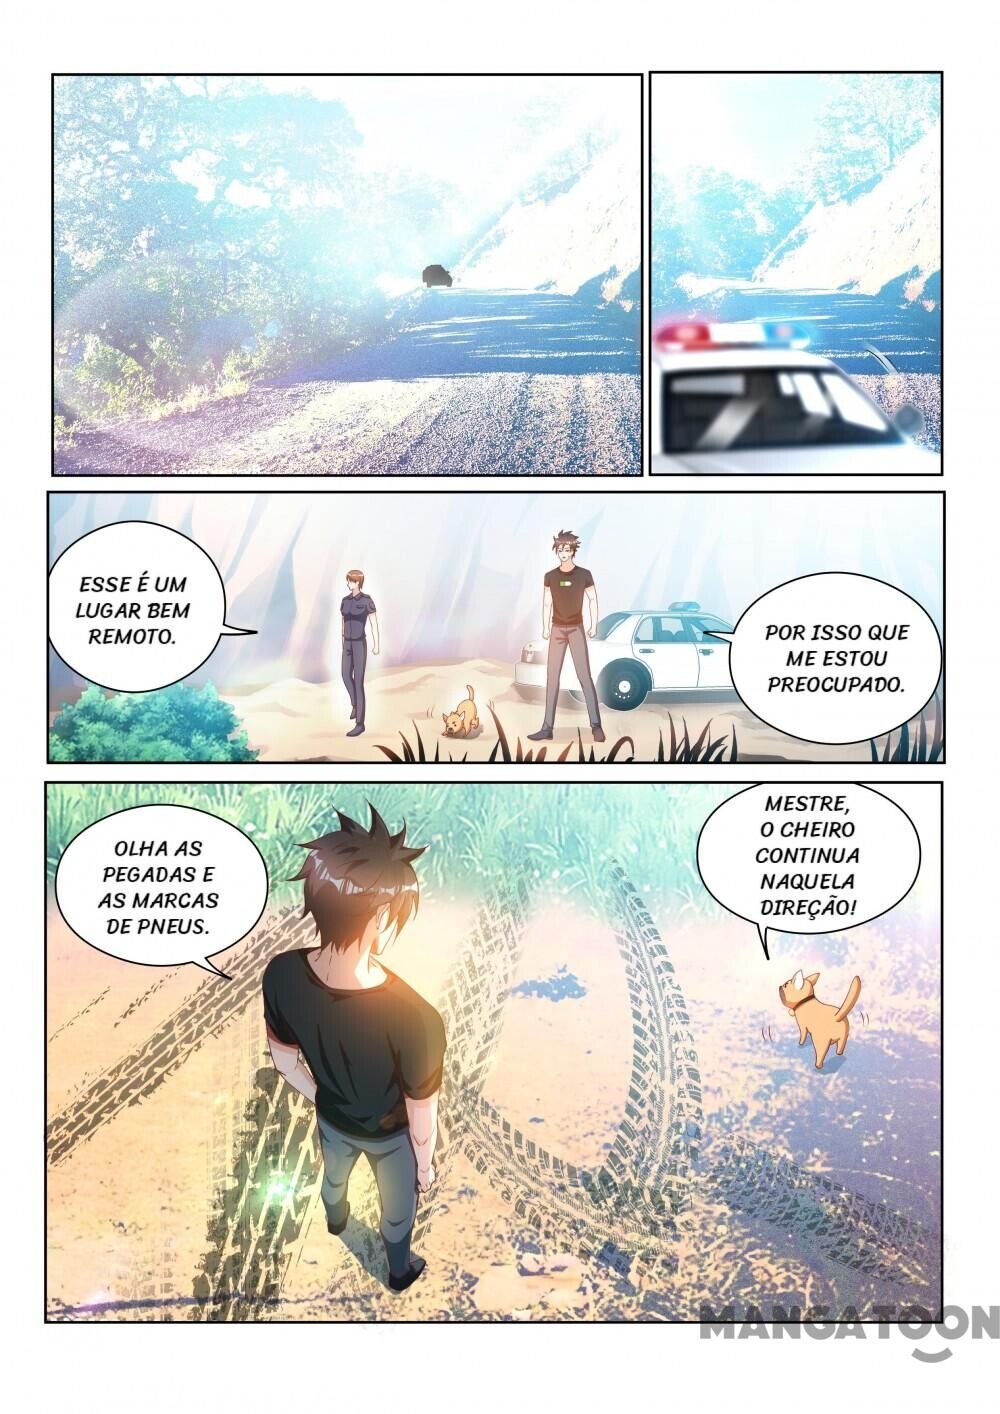 ESSE É UM
LUGAR BEM
REMOTO.
POR ISSO QUE
ME ESTOU
PREOCUPADO.
OLHA AS
PEGADAS E
AS MARCAS
DE PNEUS.
MESTRE,
O CHEIRO
CONTINUA
NAQUELA
DIREÇÃO!
MANGATOON